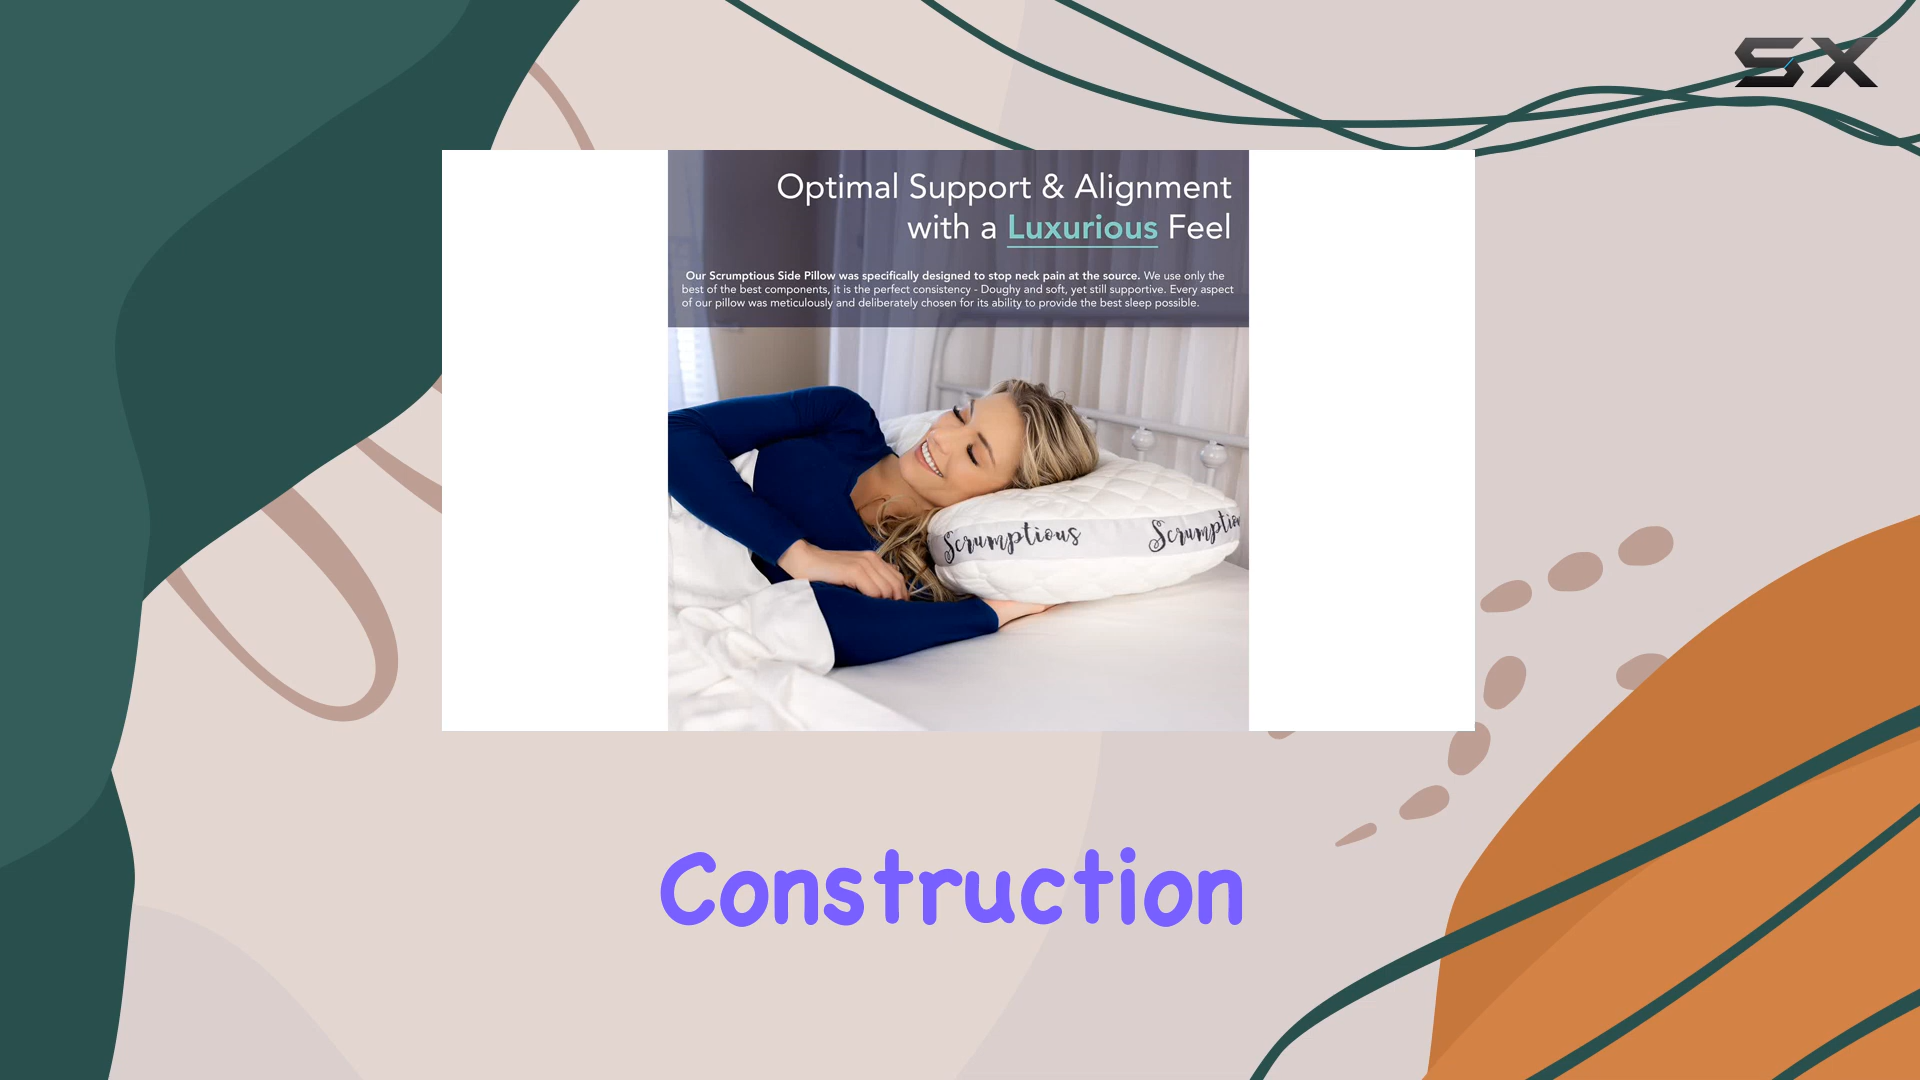 SX
Optimal Support & Alignment
with a Luxurious Feel
Our Scrumptious Side Pillow was specifically designed to stop neck pain at the source. We use only the
best of the best components, it is the perfect consistency - Doughy and soft, yet still supportive. Every aspect
of our pillow was meticulously and deliberately chosen for its ability to provide the best sleep possible.
Scrumptious Scrumptio
Construction